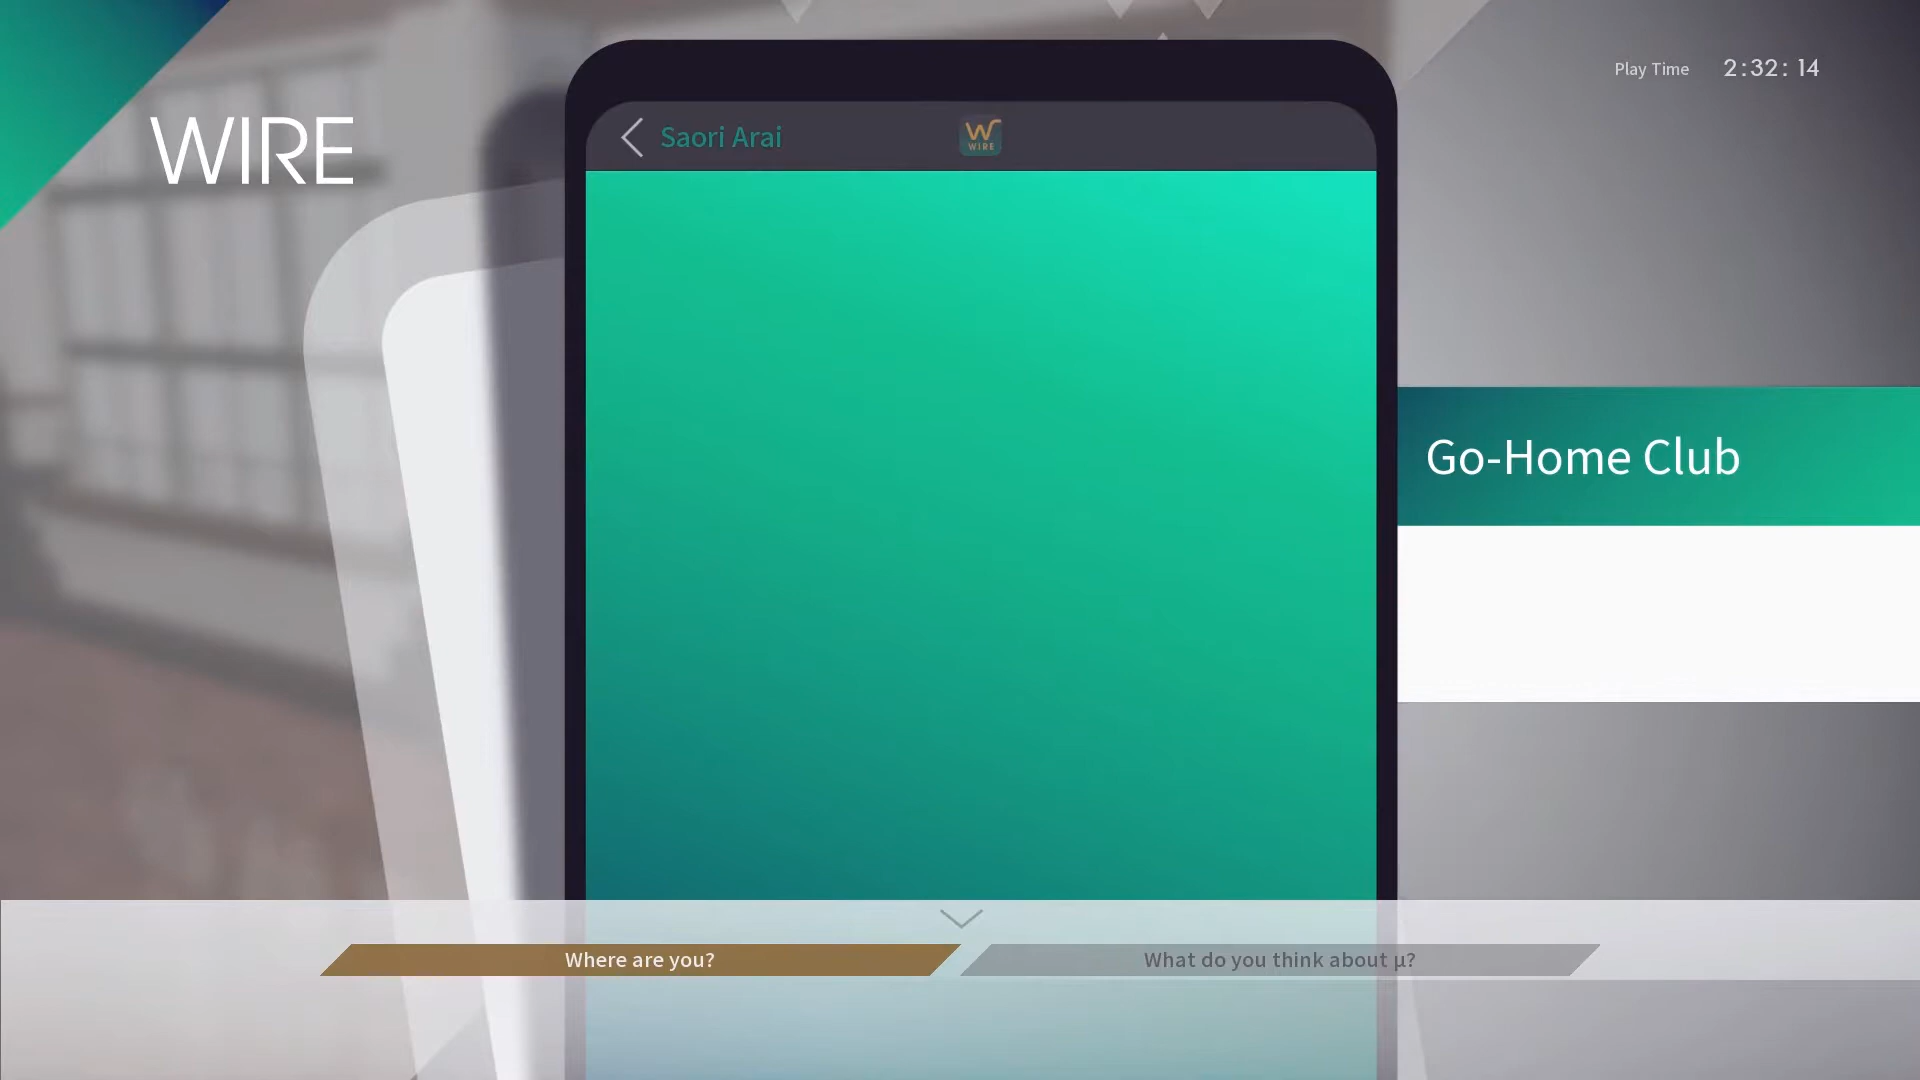 Play Time 2:32:14
WIRE
Saori Arai
W
WIRE
Go-Home Club
Where are you?
What do you think about μ?